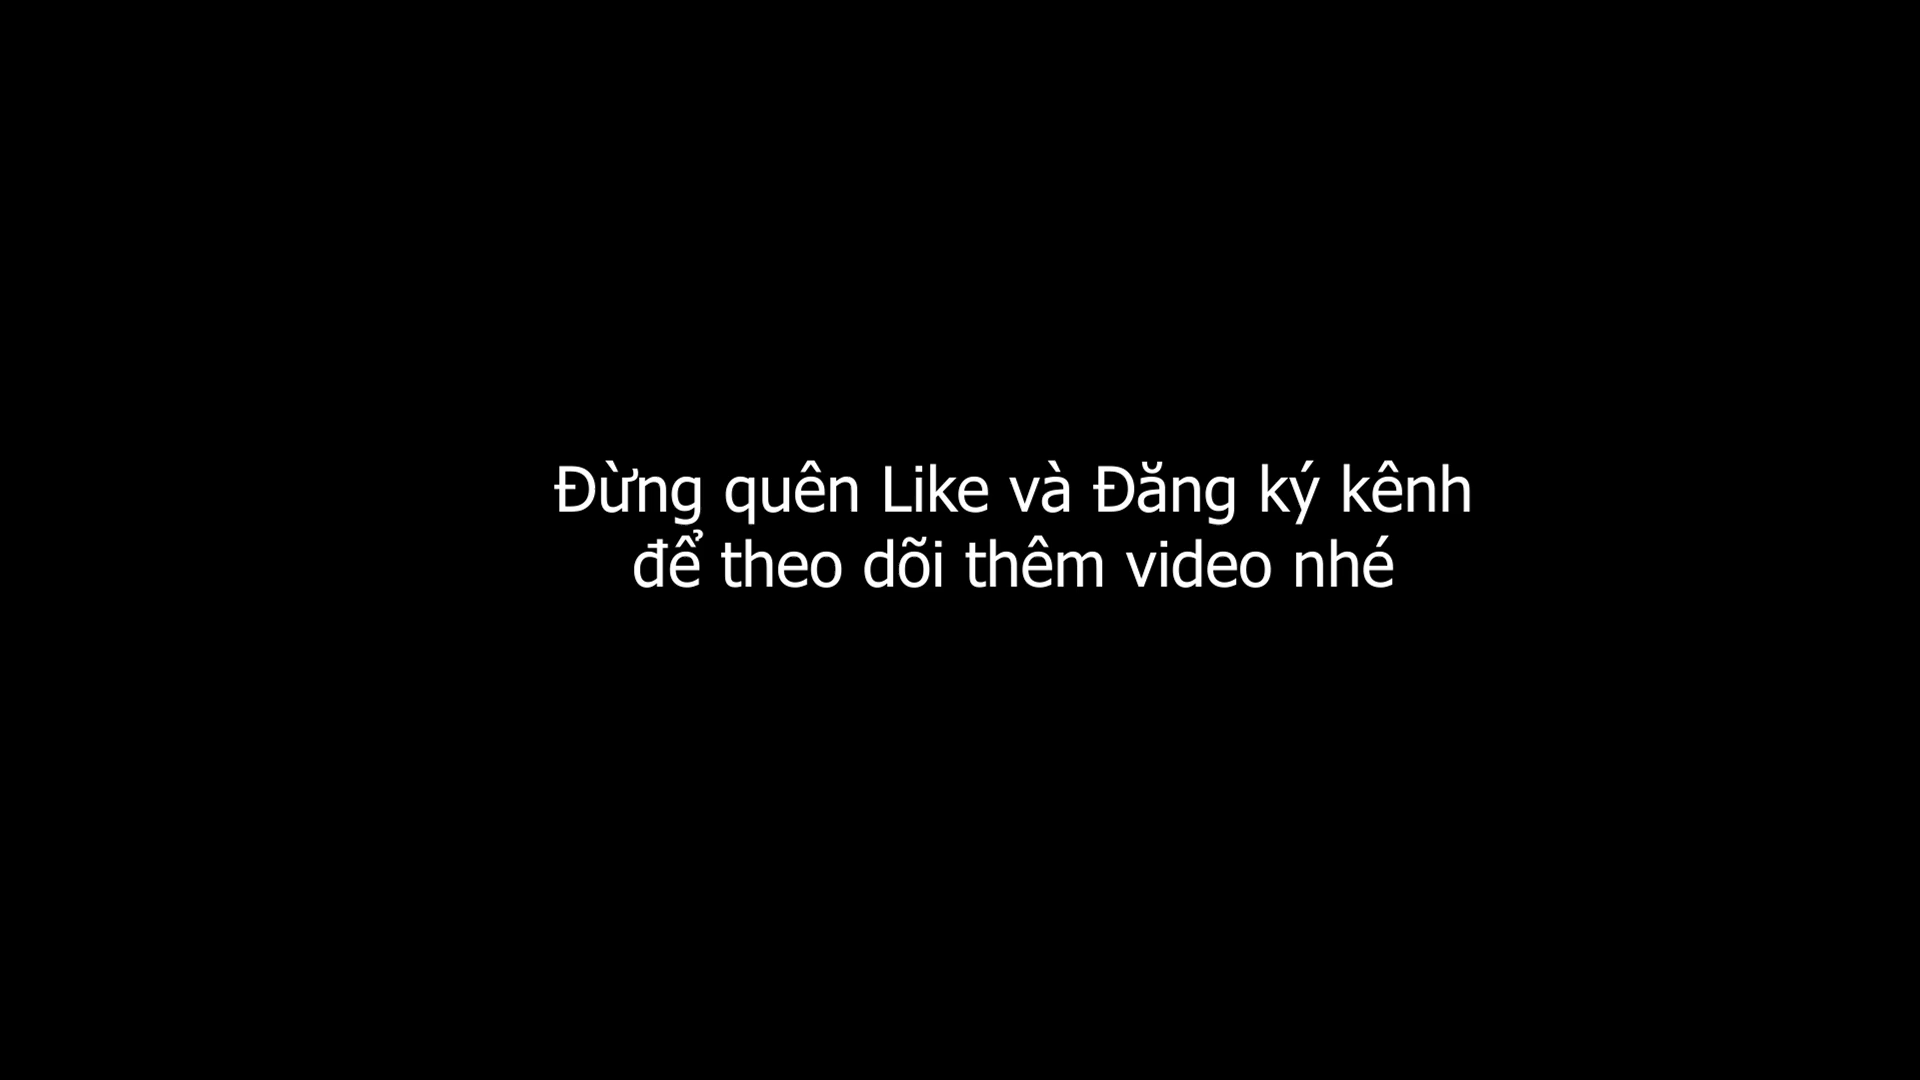 Đừng quên Like và Đăng ký kênh
để theo dõi thêm video nhé